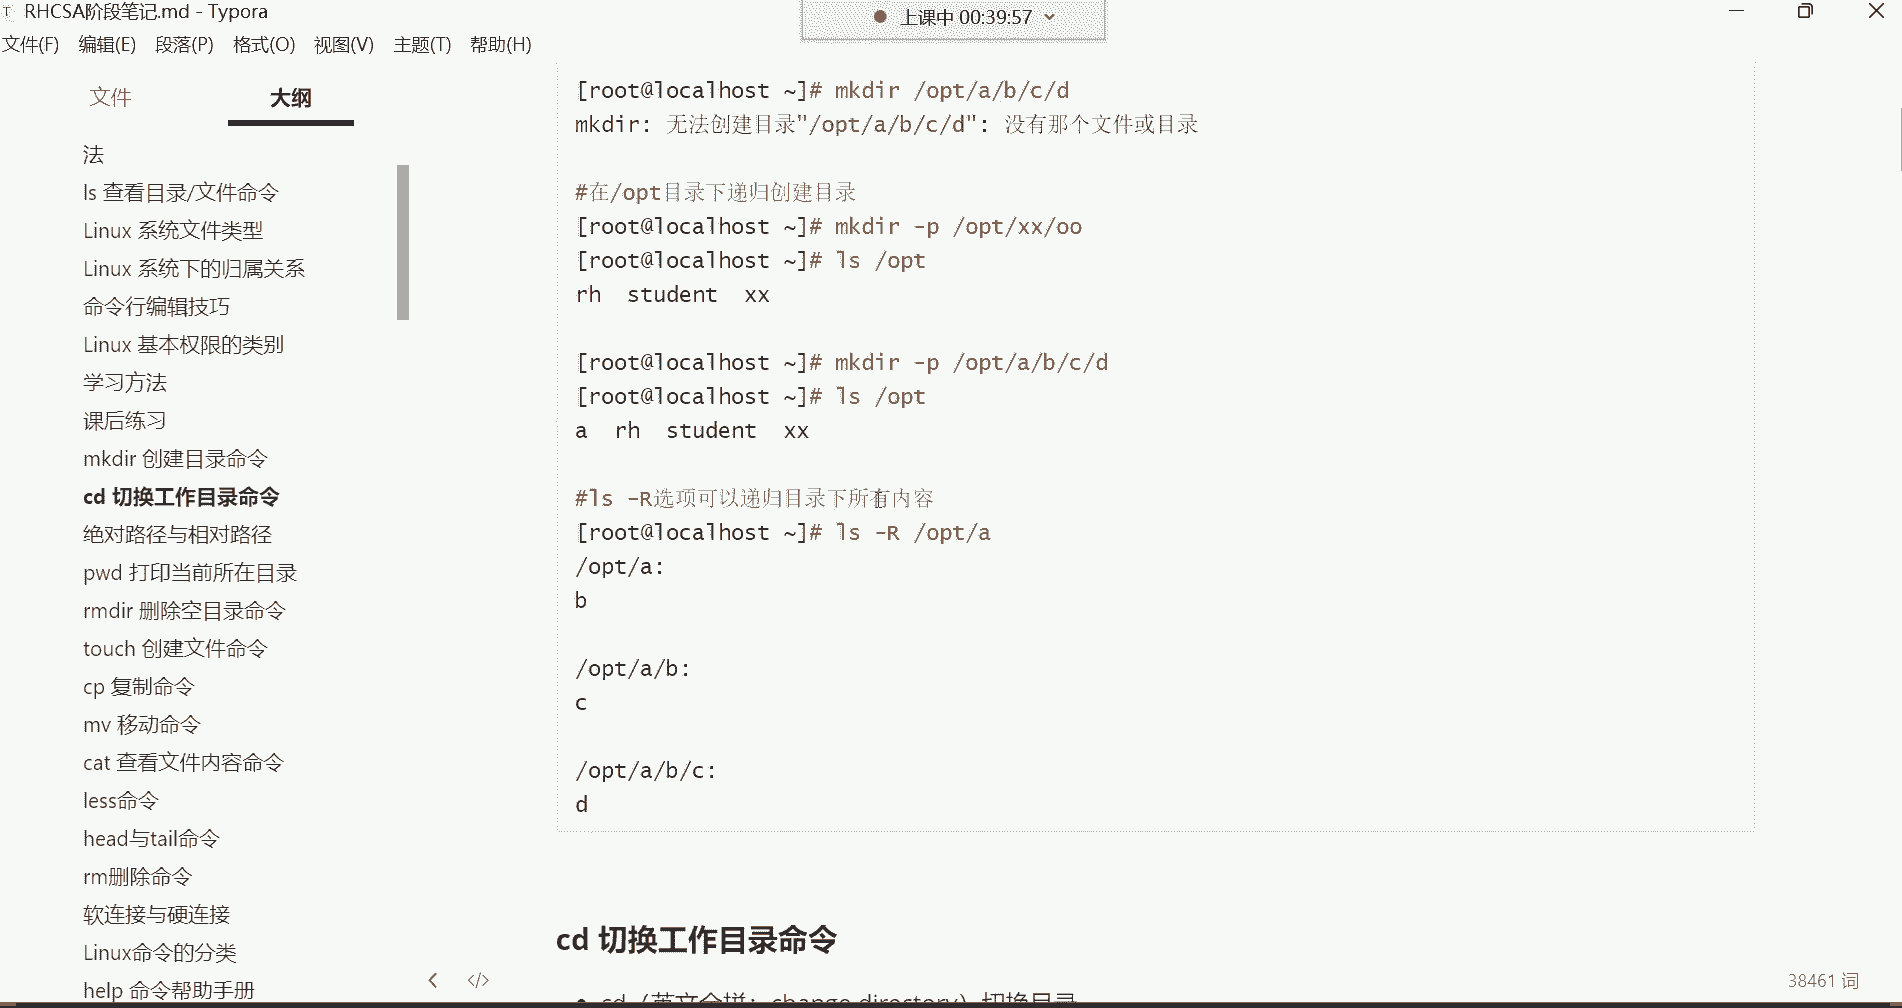 RHCSA阶段笔记.md - Typora
上课中 00:39:57
文件(F) 编辑(E) 段落(P) 格式(O) 视图(V) 主题(T) 帮助(H)
文件
大纲
法
ls 查看目录/文件命令
Linux 系统文件类型
Linux 系统下的归属关系
命令行编辑技巧
Linux 基本权限的类别
学习方法
课后练习
mkdir 创建目录命令
cd 切换工作目录命令
绝对路径与相对路径
pwd 打印当前所在目录
rmdir 删除空目录命令
touch 创建文件命令
cp 复制命令
mv 移动命令
cat 查看文件内容命令
less命令
head与tail命令
rm删除命令
软连接与硬连接
Linux命令的分类
help 命令帮助手册
[root@localhost ~]# mkdir /opt/a/b/c/d
mkdir: 无法创建目录"/opt/a/b/c/d": 没有那个文件或目录
#在/opt目录下递归创建目录
[root@localhost ~]# mkdir -p /opt/xx/oo
[root@localhost ~]# ls /opt
rh student xx
[root@localhost ~]# mkdir -p /opt/a/b/c/d
[root@localhost ~]# ls /opt
a rh student xx
#ls -R选项可以递归目录下所有内容
[root@localhost ~]# ls -R /opt/a
/opt/a:
b
/opt/a/b:
c
/opt/a/b/c:
d
cd 切换工作目录命令
cd（英文全拼：change directory）切换目录
38461 词